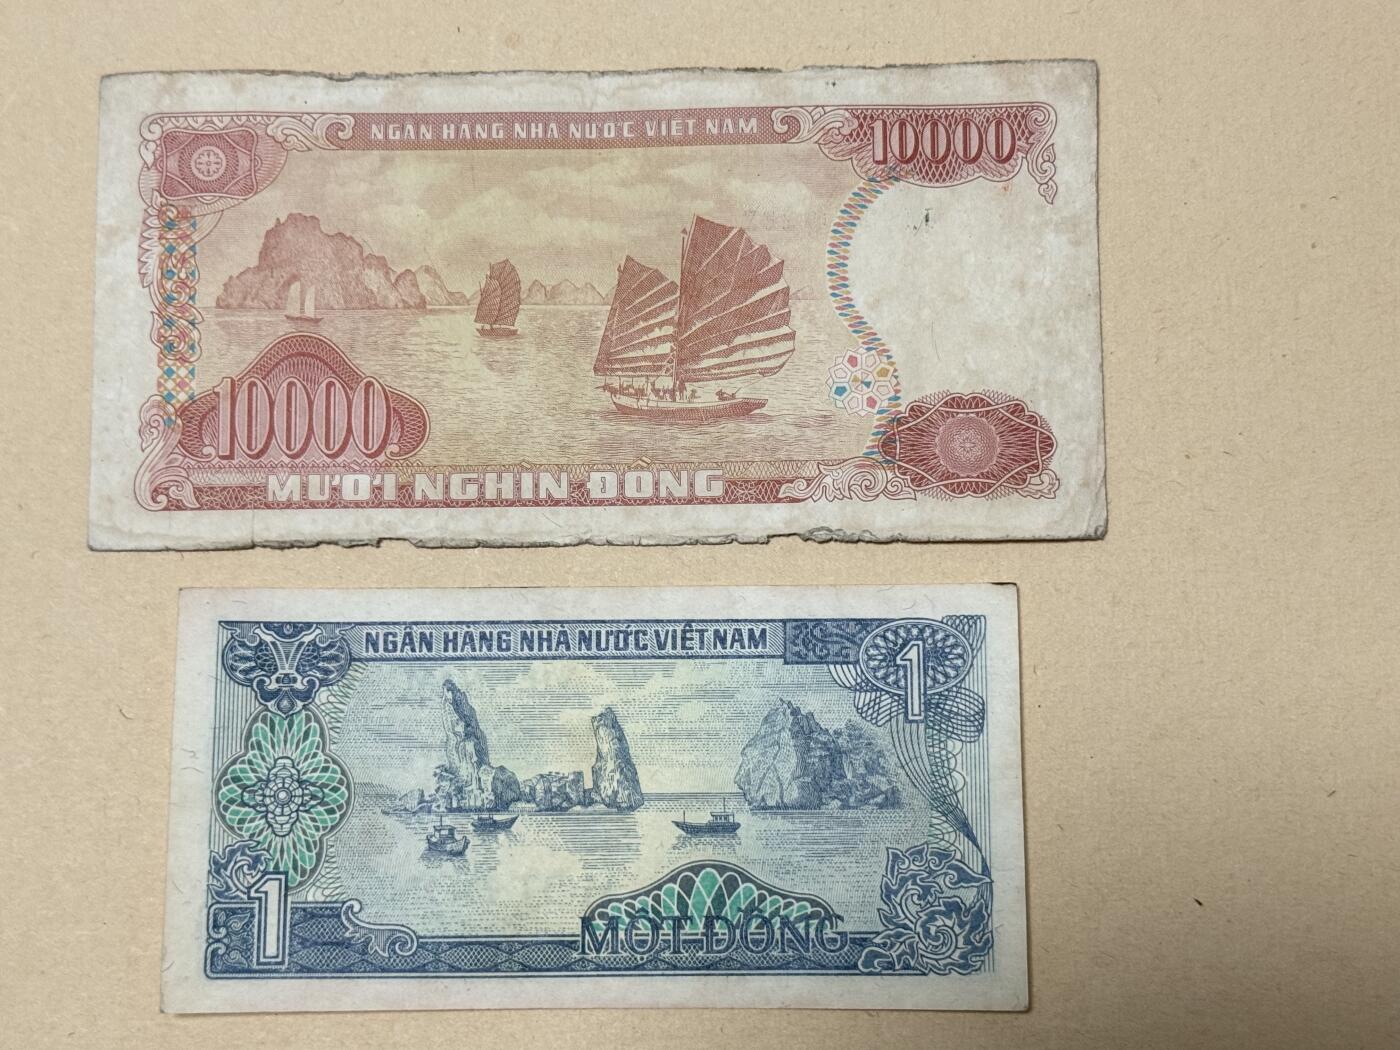 NGÂN HÀNG NHÀ NƯỚC VIỆT NAM
10000
10000
MƯỜI NGHÌN ĐỒNG
NGÂN HÀNG NHÀ NƯỚC VIỆT NAM
1
1
MỘT ĐỒNG